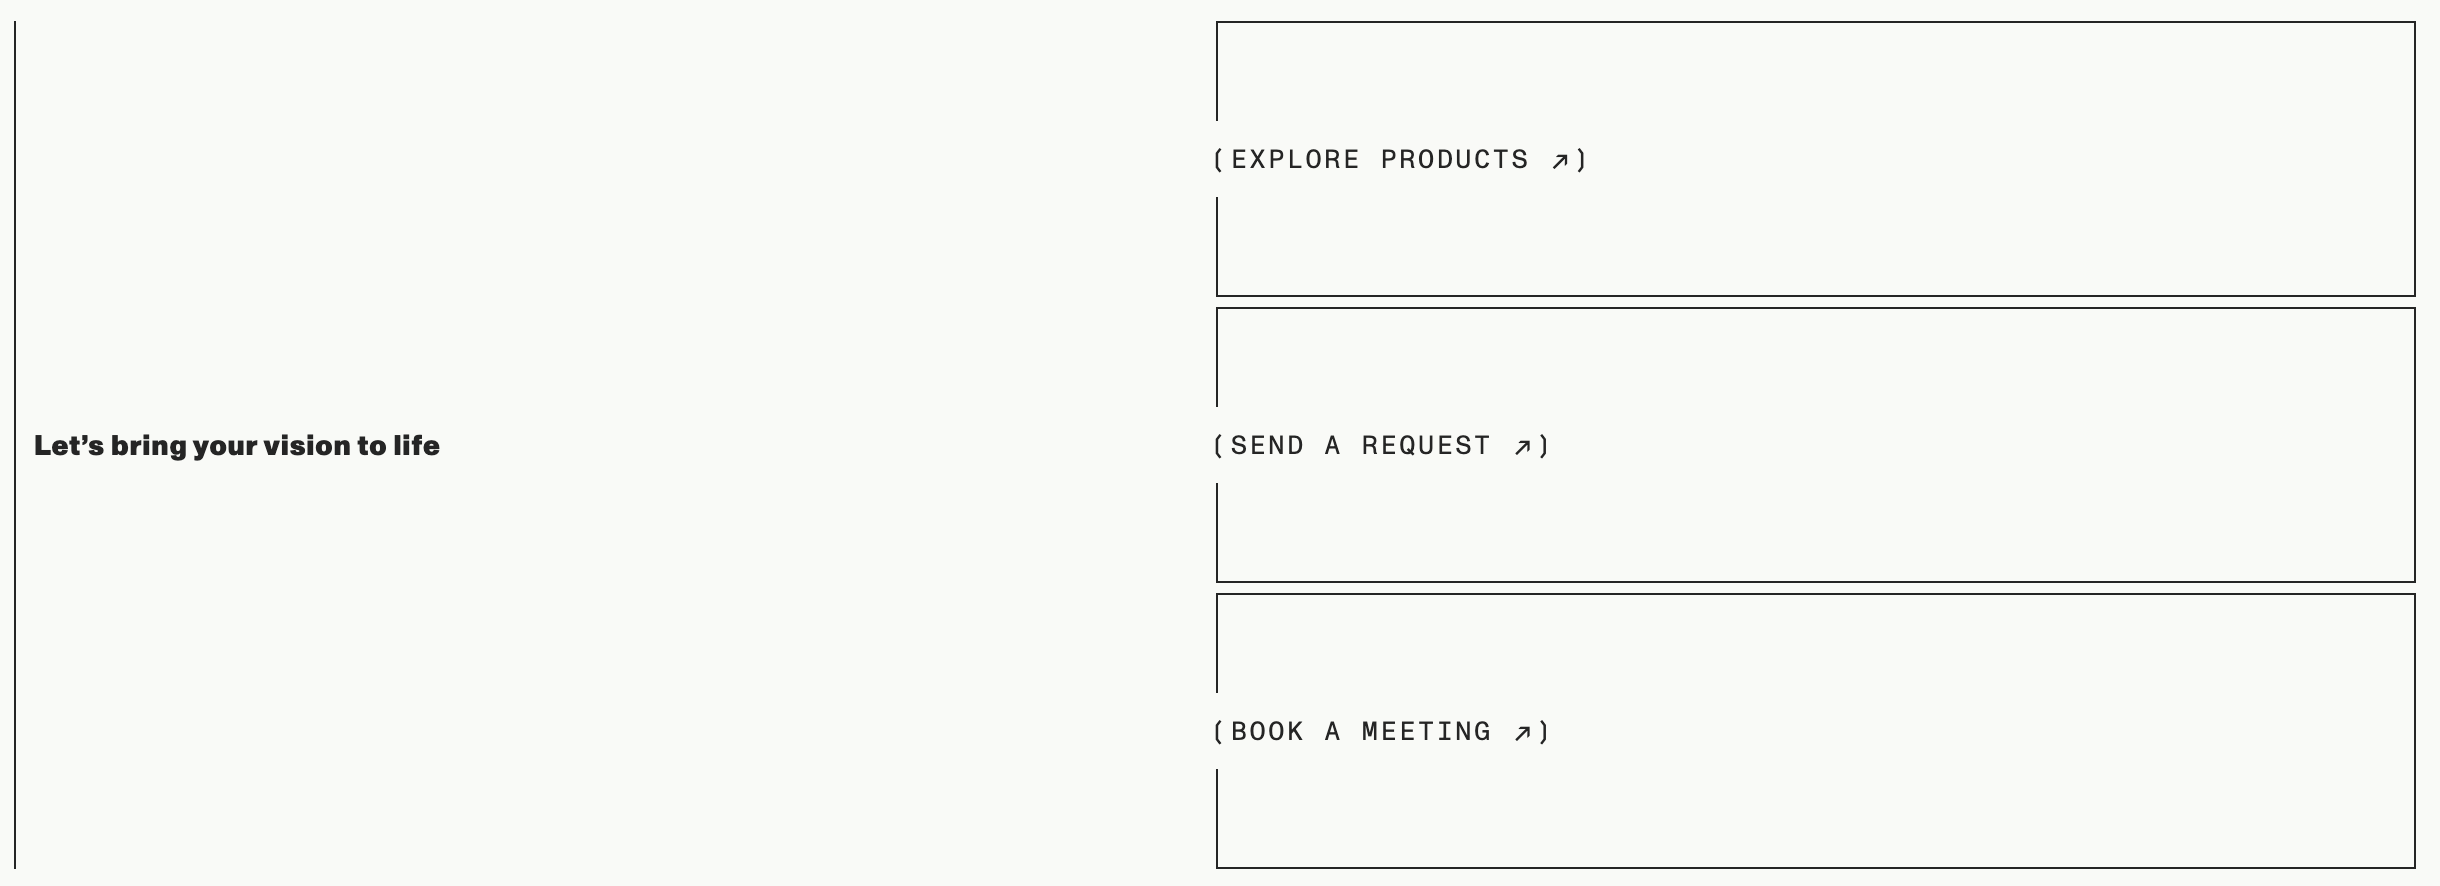 Let’s bring your vision to life
(EXPLORE PRODUCTS ↗)
(SEND A REQUEST ↗)
(BOOK A MEETING ↗)